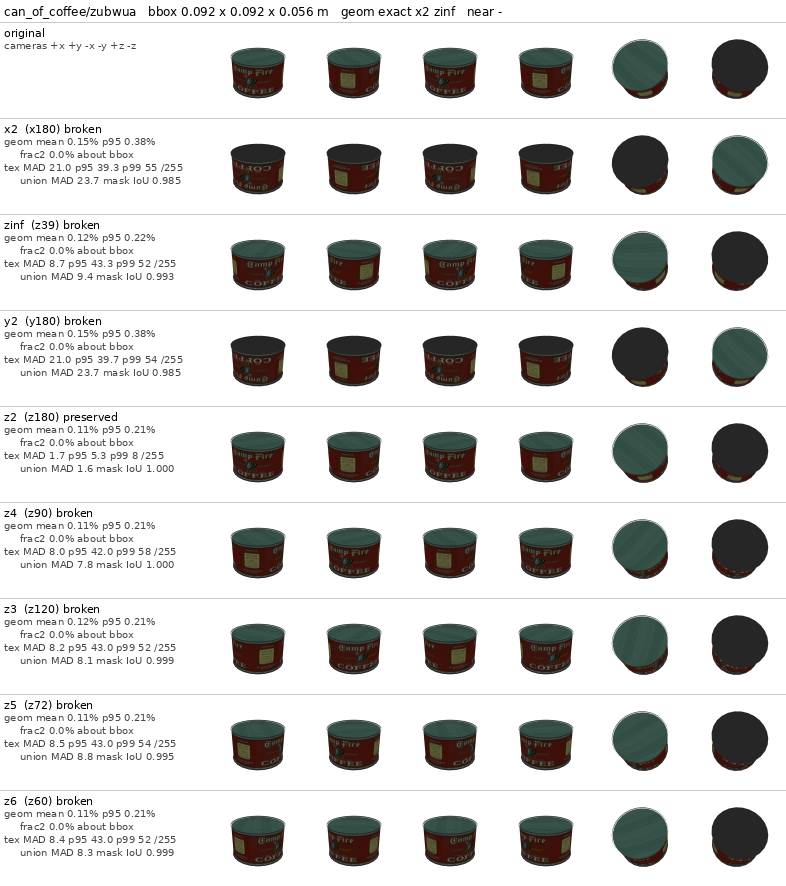 can_of_coffee/zubwua bbox 0.092 x 0.092 x 0.056 m geom exact x2 zinf near -
original
cameras +x +y -x -y +z -z
Camp Fire
COFFEE
x2 (x180) broken
geom mean 0.15% p95 0.38%
frac2 0.0% about bbox
tex MAD 21.0 p95 39.3 p99 55 /255
union MAD 23.7 mask IoU 0.985
zinf (z39) broken
geom mean 0.12% p95 0.22%
frac2 0.0% about bbox
tex MAD 8.7 p95 43.3 p99 52 /255
union MAD 9.4 mask IoU 0.993
y2 (y180) broken
geom mean 0.15% p95 0.38%
frac2 0.0% about bbox
tex MAD 21.0 p95 39.7 p99 54 /255
union MAD 23.7 mask IoU 0.985
z2 (z180) preserved
geom mean 0.11% p95 0.21%
frac2 0.0% about bbox
tex MAD 1.7 p95 5.3 p99 8 /255
union MAD 1.6 mask IoU 1.000
z4 (z90) broken
geom mean 0.11% p95 0.21%
frac2 0.0% about bbox
tex MAD 8.0 p95 42.0 p99 58 /255
union MAD 7.8 mask IoU 1.000
z3 (z120) broken
geom mean 0.12% p95 0.21%
frac2 0.0% about bbox
tex MAD 8.2 p95 43.0 p99 52 /255
union MAD 8.1 mask IoU 0.999
z5 (z72) broken
geom mean 0.11% p95 0.21%
frac2 0.0% about bbox
tex MAD 8.5 p95 43.0 p99 54 /255
union MAD 8.8 mask IoU 0.995
z6 (z60) broken
geom mean 0.11% p95 0.21%
frac2 0.0% about bbox
tex MAD 8.4 p95 43.0 p99 52 /255
union MAD 8.3 mask IoU 0.999